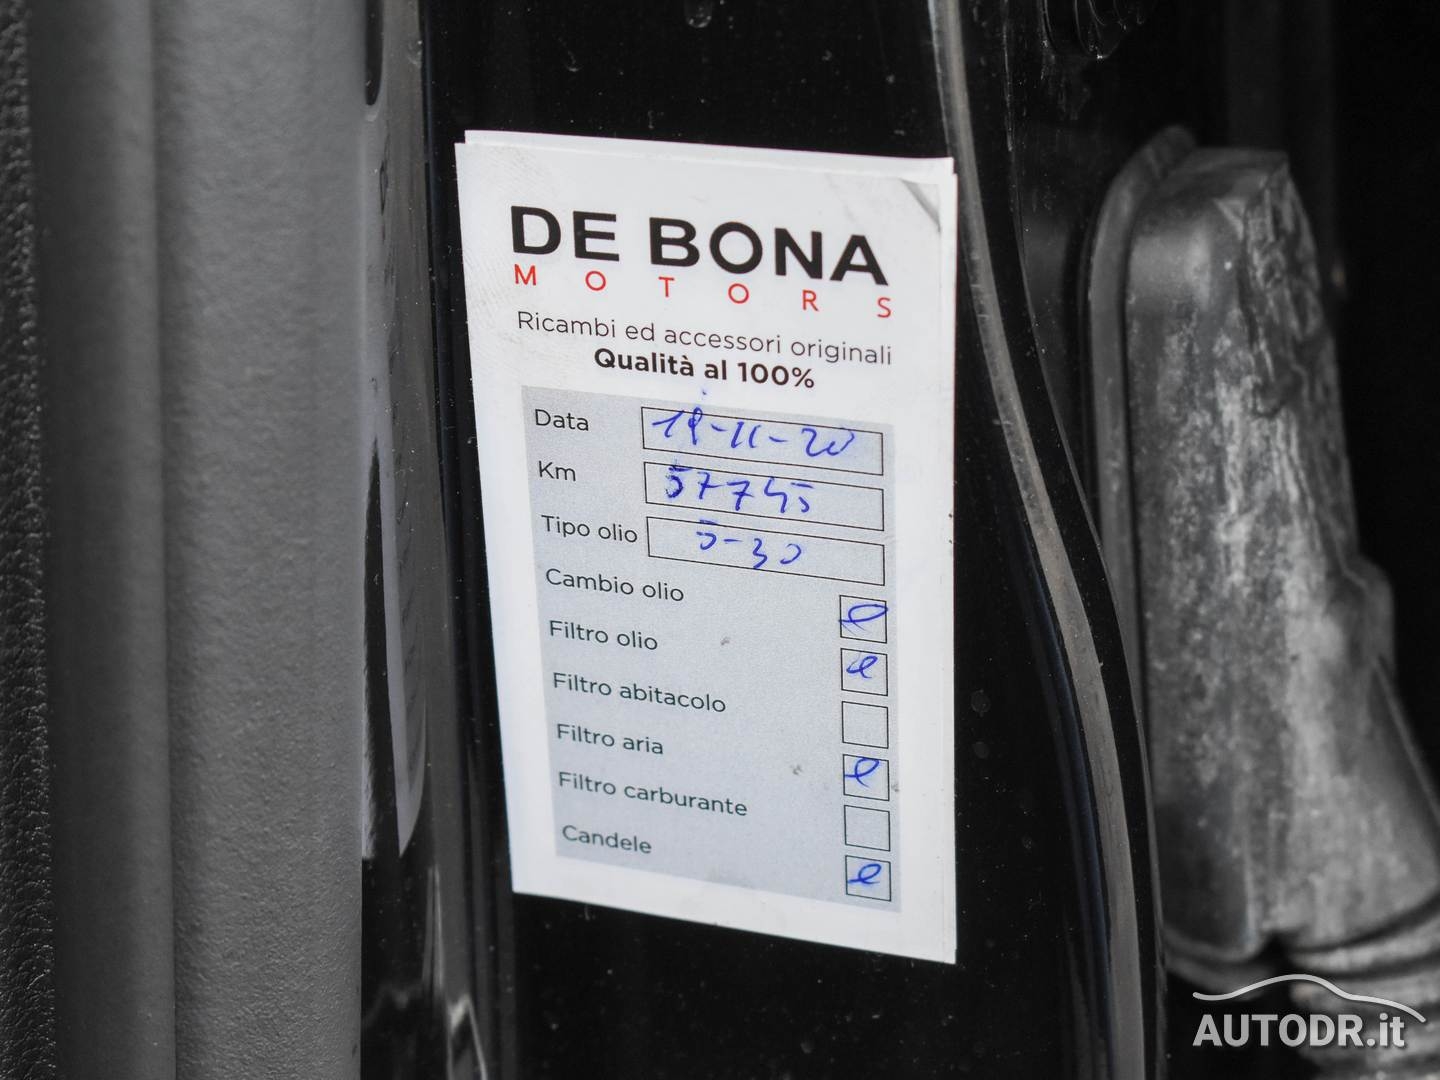 DE BONA
MOTORS
Ricambi ed accessori originali
Qualità al 100%
Data 19-11-20
Km 57745
Tipo olio 5-30
Cambio olio
Filtro olio
Filtro abitacolo
Filtro aria
Filtro carburante
Candele
AUTODR.it